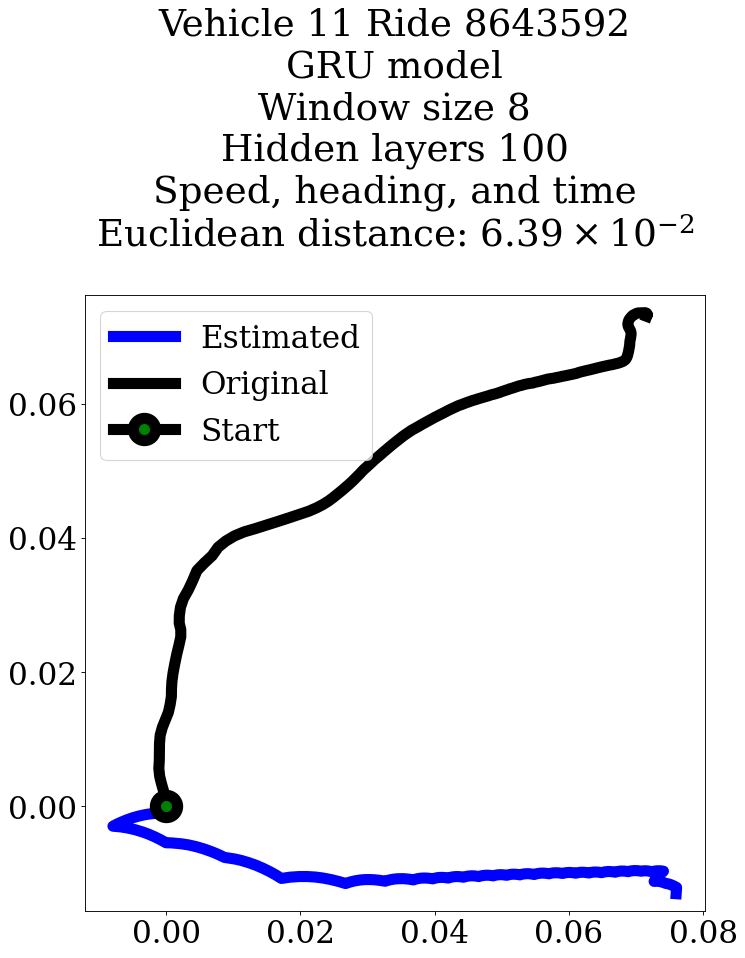 Vehicle 11 Ride 8643592
GRU model
Window size 8
Hidden layers 100
Speed, heading, and time
Euclidean distance: 6.39 × 10⁻²
Estimated
Original
Start
0.06
0.04
0.02
0.00
0.00 0.02 0.04 0.06 0.08